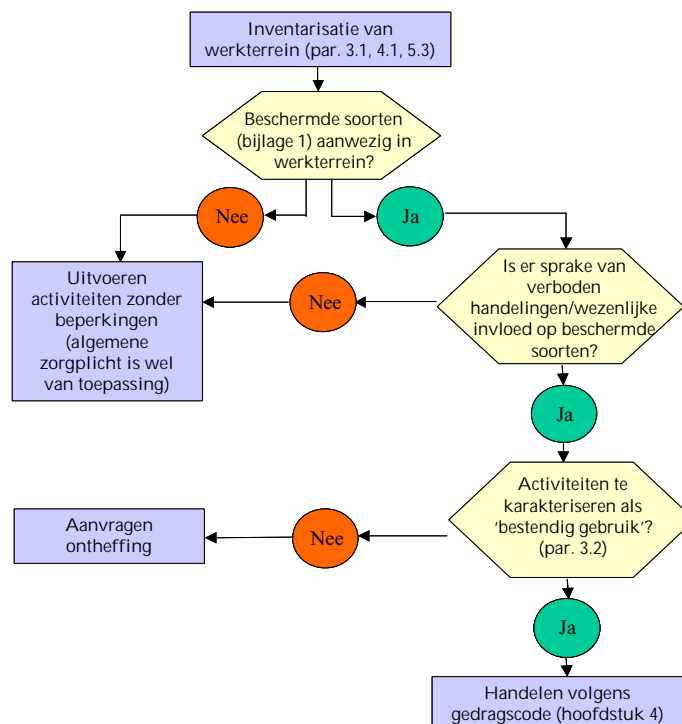 Inventarisatie van
werkterrein (par. 3.1, 4.1, 5.3)
Beschermde soorten
(bijlage 1) aanwezig in
werkterrein?
Nee
Ja
Uitvoeren
activiteiten zonder
beperkingen
(algemene
zorgplicht is wel
van toepassing)
Nee
Is er sprake van
verboden
handelingen/wezenlijke
invloed op beschermde
soorten?
Ja
Aanvragen
ontheffing
Nee
Activiteiten te
karakteriseren als
‘bestendig gebruik’?
(par. 3.2)
Ja
Handelen volgens
gedragscode (hoofdstuk 4)